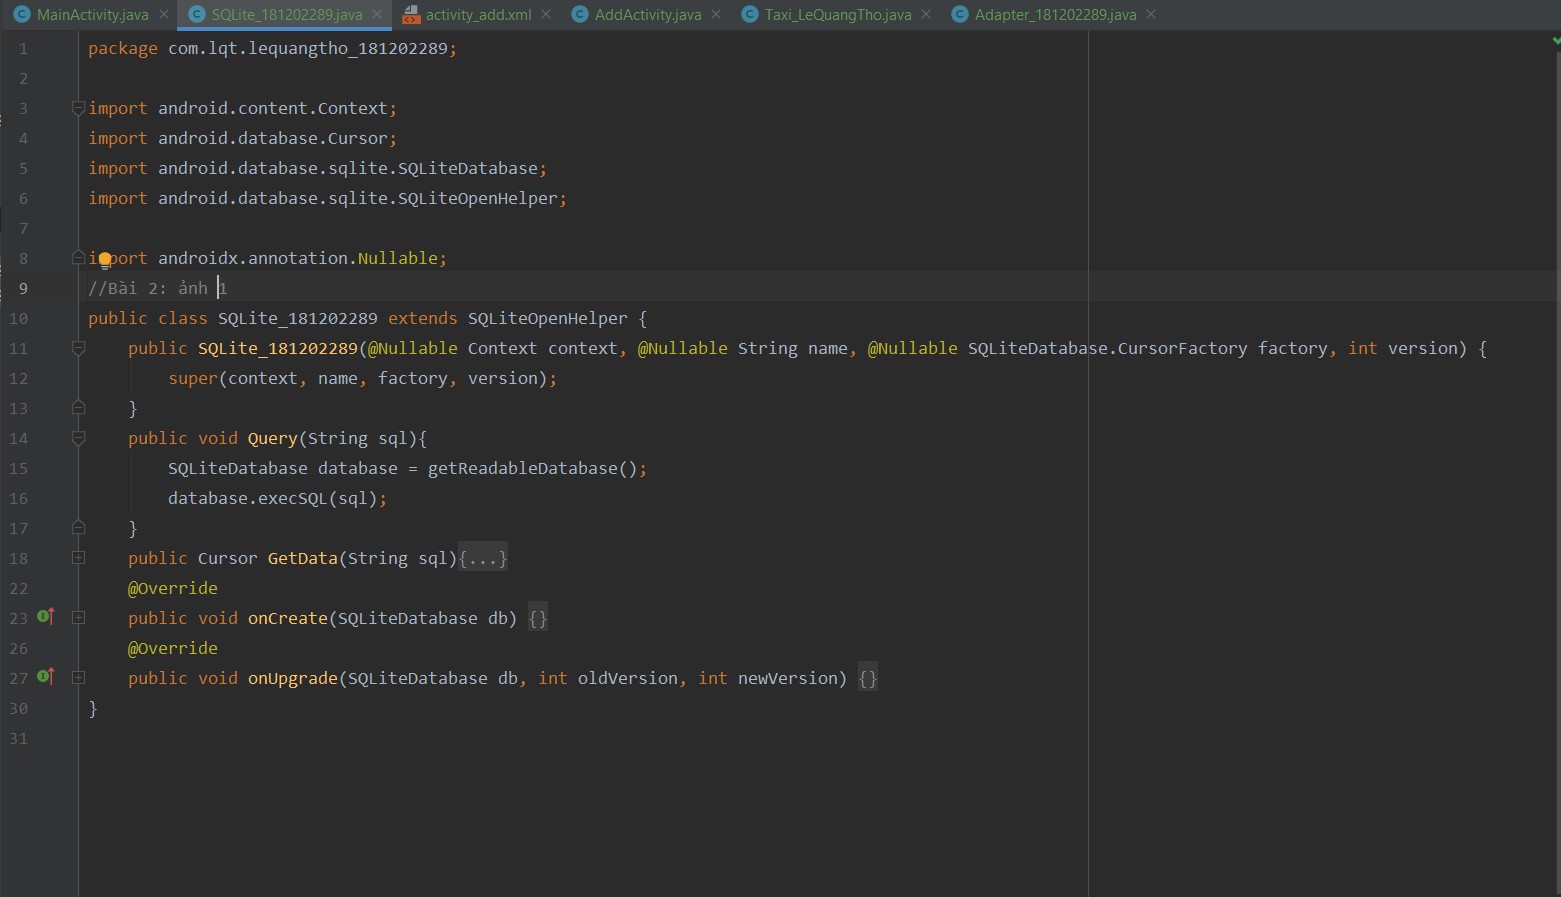 MainActivity.java SQLite_181202289.java activity_add.xml AddActivity.java Taxi_LeQuangTho.java Adapter_181202289.java
1 package com.lqt.lequangtho_181202289;
2
3 import android.content.Context;
4 import android.database.Cursor;
5 import android.database.sqlite.SQLiteDatabase;
6 import android.database.sqlite.SQLiteOpenHelper;
7
8 import androidx.annotation.Nullable;
9 //Bài 2: ảnh 1
10 public class SQLite_181202289 extends SQLiteOpenHelper {
11 public SQLite_181202289(@Nullable Context context, @Nullable String name, @Nullable SQLiteDatabase.CursorFactory factory, int version) {
12 super(context, name, factory, version);
13 }
14 public void Query(String sql){
15 SQLiteDatabase database = getReadableDatabase();
16 database.execSQL(sql);
17 }
18 public Cursor GetData(String sql){...}
22 @Override
23 public void onCreate(SQLiteDatabase db) {}
26 @Override
27 public void onUpgrade(SQLiteDatabase db, int oldVersion, int newVersion) {}
30 }
31